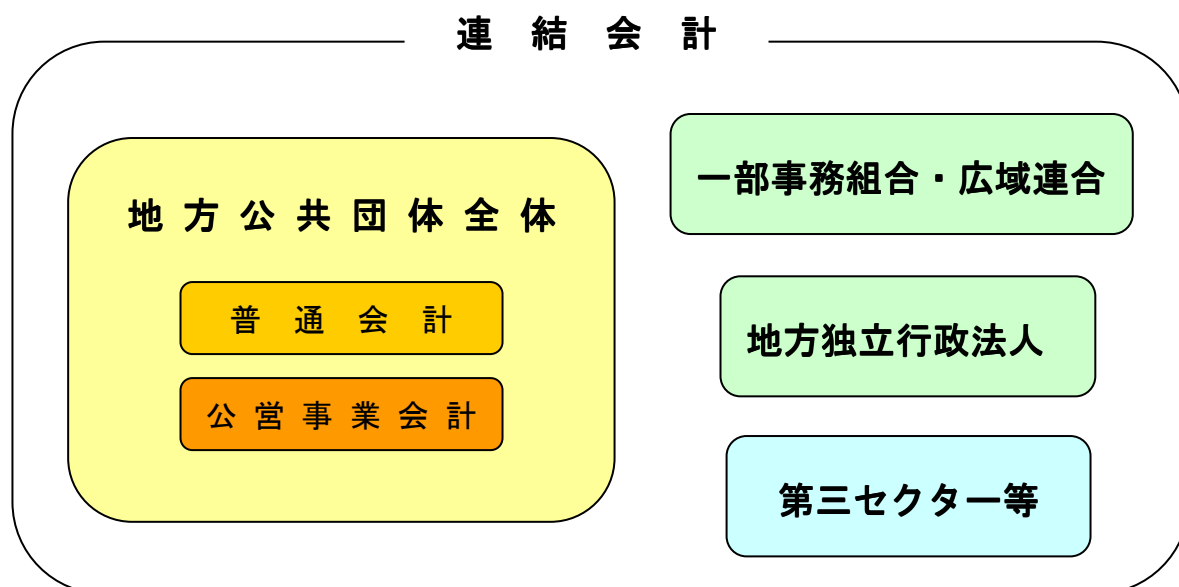 連結会計
地方公共団体全体
普通会計
公営事業会計
一部事務組合・広域連合
地方独立行政法人
第三セクター等